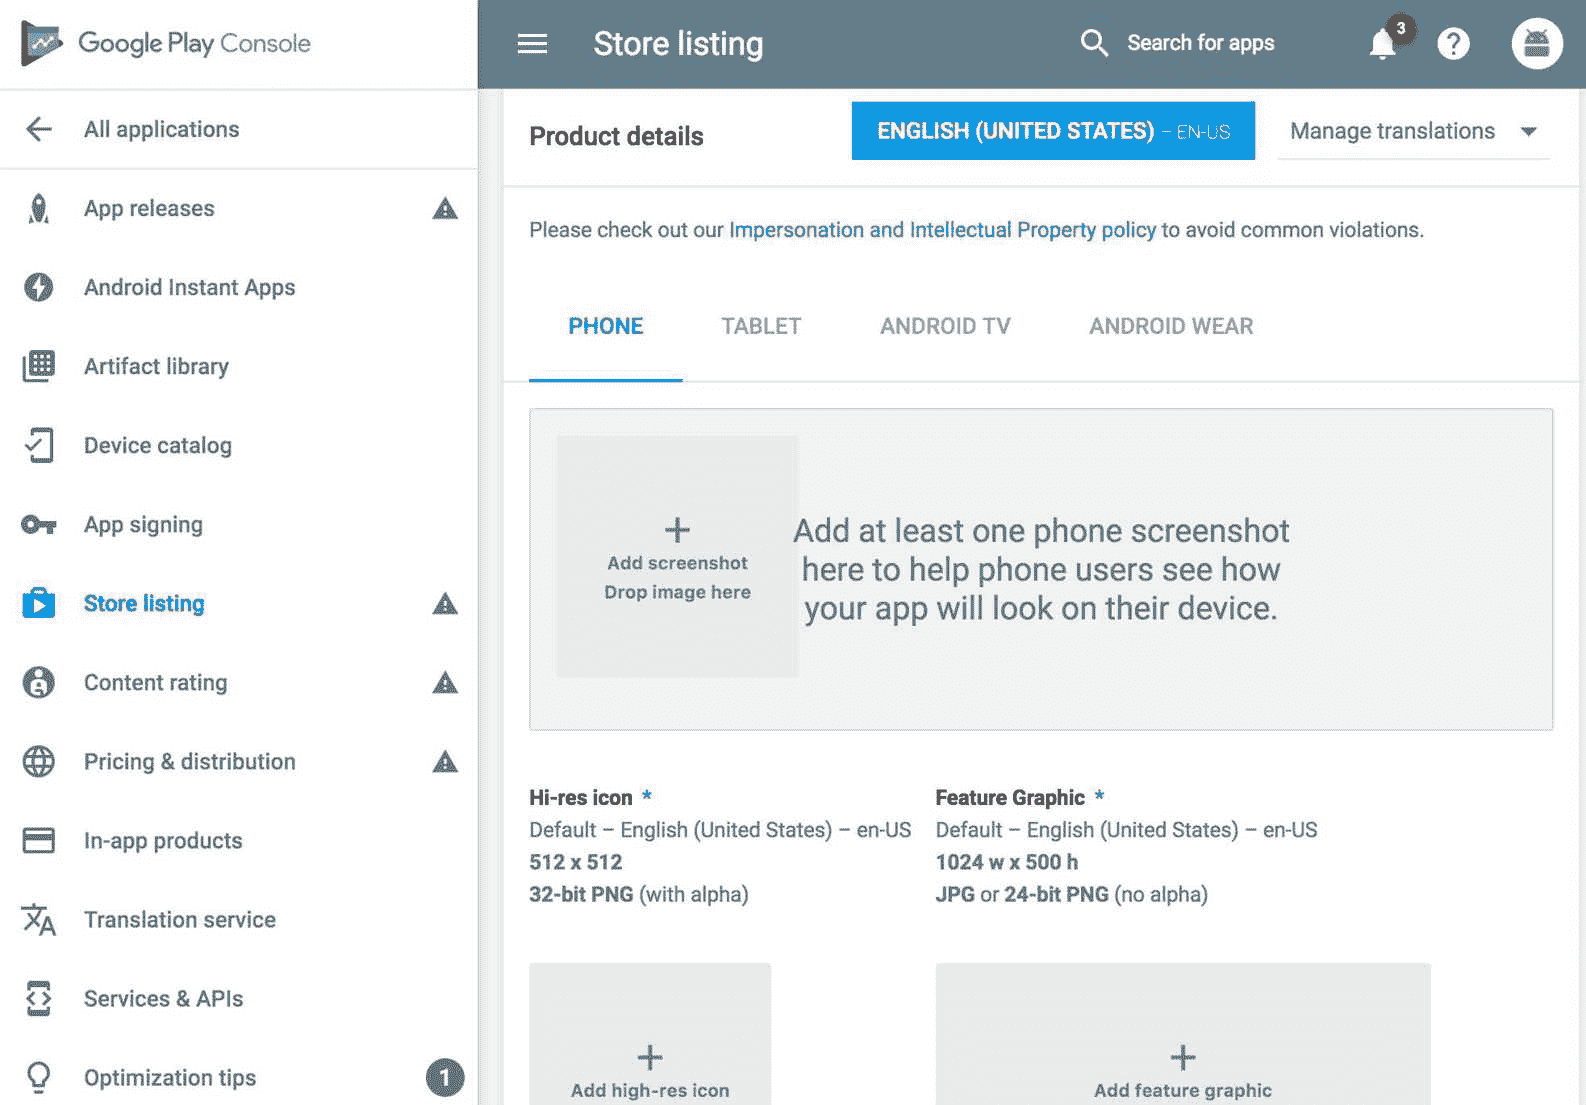 Google Play Console
Store listing
Search for apps
3
All applications
App releases
Android Instant Apps
Artifact library
Device catalog
App signing
Store listing
Content rating
Pricing & distribution
In-app products
Translation service
Services & APIs
Optimization tips
1
Product details
ENGLISH (UNITED STATES) – EN-US
Manage translations
Please check out our Impersonation and Intellectual Property policy to avoid common violations.
PHONE
TABLET
ANDROID TV
ANDROID WEAR
Add screenshot
Drop image here
Add at least one phone screenshot
here to help phone users see how
your app will look on their device.
Hi-res icon *
Default – English (United States) – en-US
512 x 512
32-bit PNG (with alpha)
Add high-res icon
Feature Graphic *
Default – English (United States) – en-US
1024 w x 500 h
JPG or 24-bit PNG (no alpha)
Add feature graphic